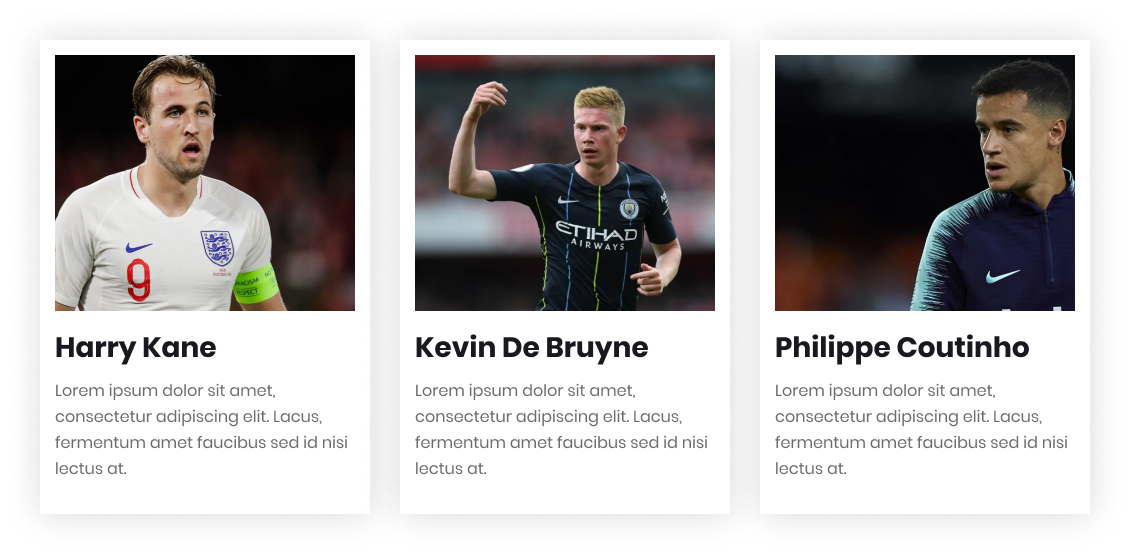 9
RACISM
RESPECT
ETIHAD
AIRWAYS
Harry Kane
Lorem ipsum dolor sit amet,
consectetur adipiscing elit. Lacus,
fermentum amet faucibus sed id nisi
lectus at.
Kevin De Bruyne
Lorem ipsum dolor sit amet,
consectetur adipiscing elit. Lacus,
fermentum amet faucibus sed id nisi
lectus at.
Philippe Coutinho
Lorem ipsum dolor sit amet,
consectetur adipiscing elit. Lacus,
fermentum amet faucibus sed id nisi
lectus at.